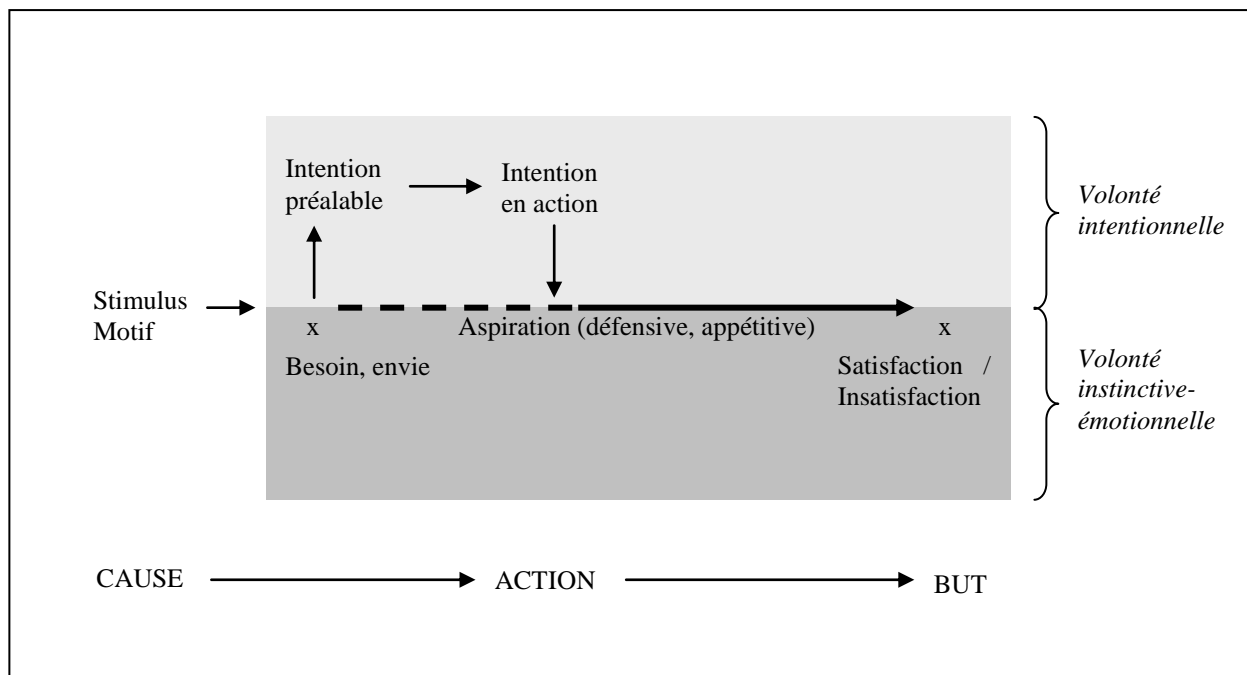 Intention
préalable
Intention
en action
Volonté
intentionnelle
Stimulus
Motif
x
Aspiration (défensive, appétitive)
x
Besoin, envie
Satisfaction /
Insatisfaction
Volonté
instinctive-
émotionnelle
CAUSE
ACTION
BUT